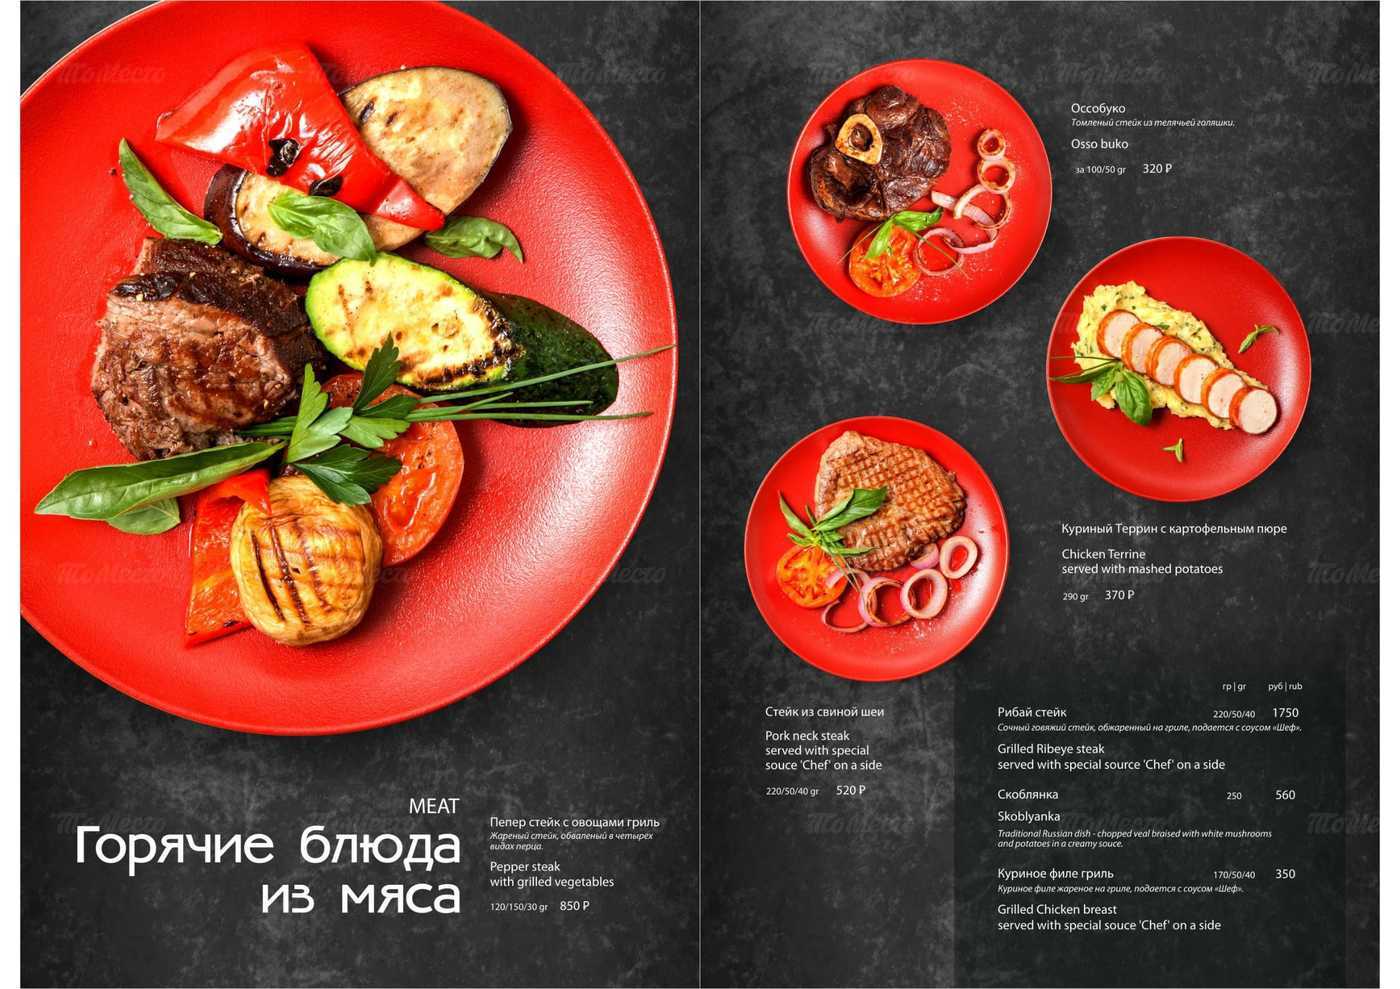 MEAT
Горячие блюда
из мяса
Пепер стейк с овощами гриль
Жареный стейк, обваленый в четырех
видах перца.
Pepper steak
with grilled vegetables
120/150/30 gr 850 Р
Оссобуко
Томленый стейк из телячьей голяшки.
Osso buko
за 100/50 gr 320 Р
Куриный Террин с картофельным пюре
Chicken Terrine
served with mashed potatoes
290 gr 370 Р
Стейк из свиной шеи
Pork neck steak
served with special
souce 'Chef' on a side
220/50/40 gr 520 Р
гр | gr руб | rub
Рибай стейк 220/50/40 1750
Сочный говяжий стейк, обжаренный на гриле, подается с соусом «Шеф».
Grilled Ribeye steak
served with special source 'Chef' on a side
Скоблянка 250 560
Skoblyanka
Traditional Russian dish - chopped veal braised with white mushrooms
and potatoes in a creamy souce.
Куриное филе гриль 170/50/40 350
Куриное филе жареное на гриле, подается с соусом «Шеф».
Grilled Chicken breast
served with special souce 'Chef' on a side
ТоМесто